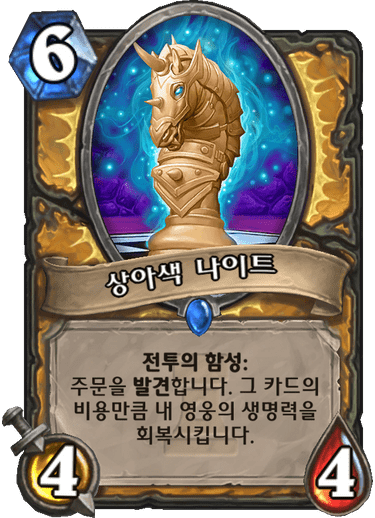 6
상아색 나이트
전투의 함성:
주문을 발견합니다. 그 카드의
비용만큼 내 영웅의 생명력을
회복시킵니다.
4
4